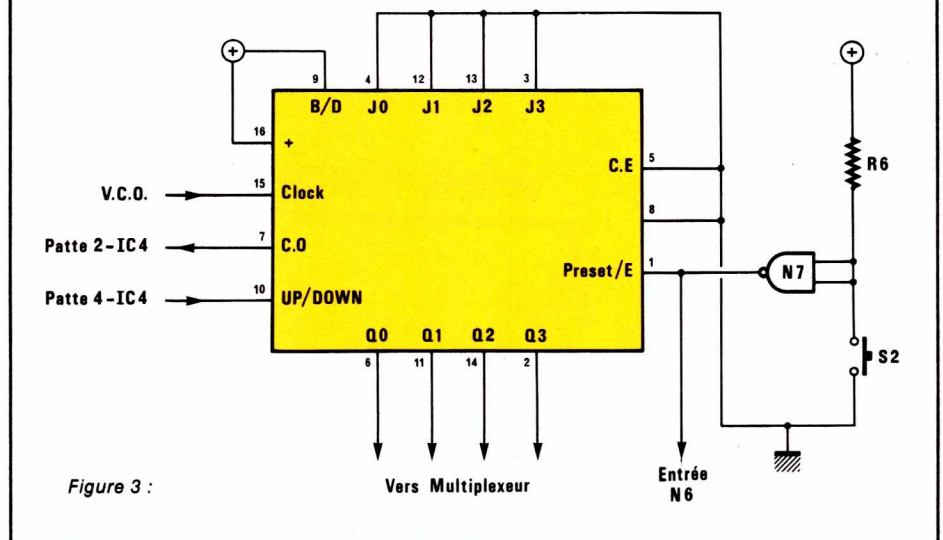 +
+
9 4 12 13 3
B/D J0 J1 J2 J3
16 +
R6
C.E 5
V.C.O. 15 Clock
8
Patte 2-IC4 7 C.O
Preset/E 1
N7
Patte 4-IC4 10 UP/DOWN
Q0 Q1 Q2 Q3
6 11 14 2
S2
Figure 3 :
Vers Multiplexeur
Entrée
N6